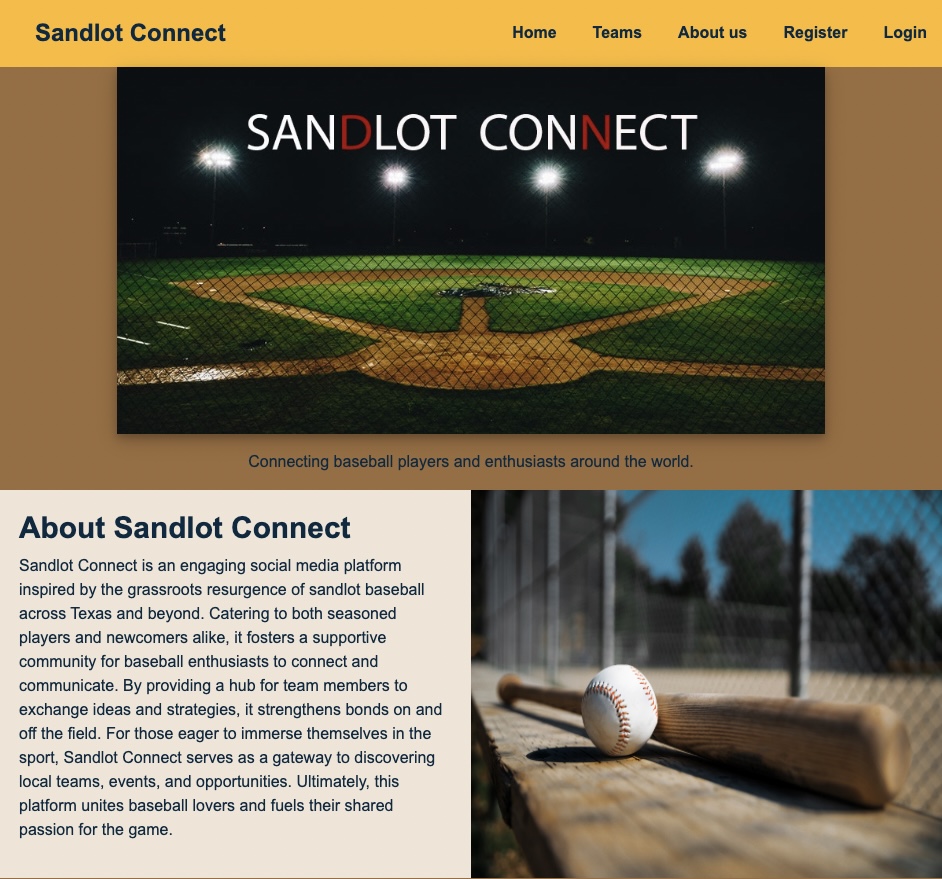 Sandlot Connect
Home Teams About us Register Login
SANDLOT CONNECT
Connecting baseball players and enthusiasts around the world.
About Sandlot Connect
Sandlot Connect is an engaging social media platform
inspired by the grassroots resurgence of sandlot baseball
across Texas and beyond. Catering to both seasoned
players and newcomers alike, it fosters a supportive
community for baseball enthusiasts to connect and
communicate. By providing a hub for team members to
exchange ideas and strategies, it strengthens bonds on and
off the field. For those eager to immerse themselves in the
sport, Sandlot Connect serves as a gateway to discovering
local teams, events, and opportunities. Ultimately, this
platform unites baseball lovers and fuels their shared
passion for the game.